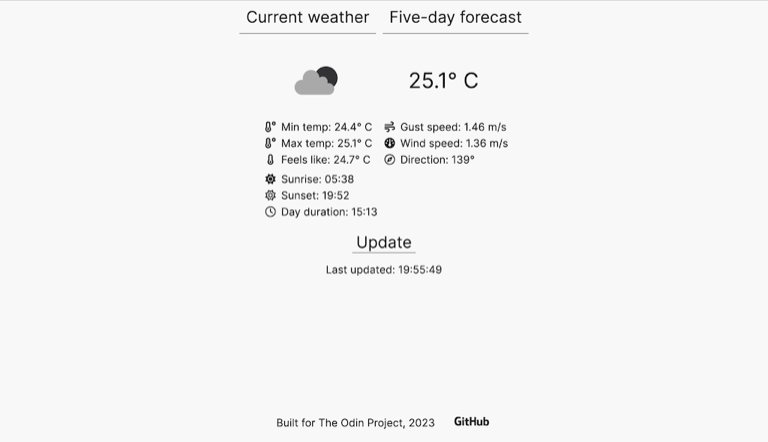 Current weather Five-day forecast
25.1° C
Min temp: 24.4° C Gust speed: 1.46 m/s
Max temp: 25.1° C Wind speed: 1.36 m/s
Feels like: 24.7° C Direction: 139°
Sunrise: 05:38
Sunset: 19:52
Day duration: 15:13
Update
Last updated: 19:55:49
Built for The Odin Project, 2023 GitHub